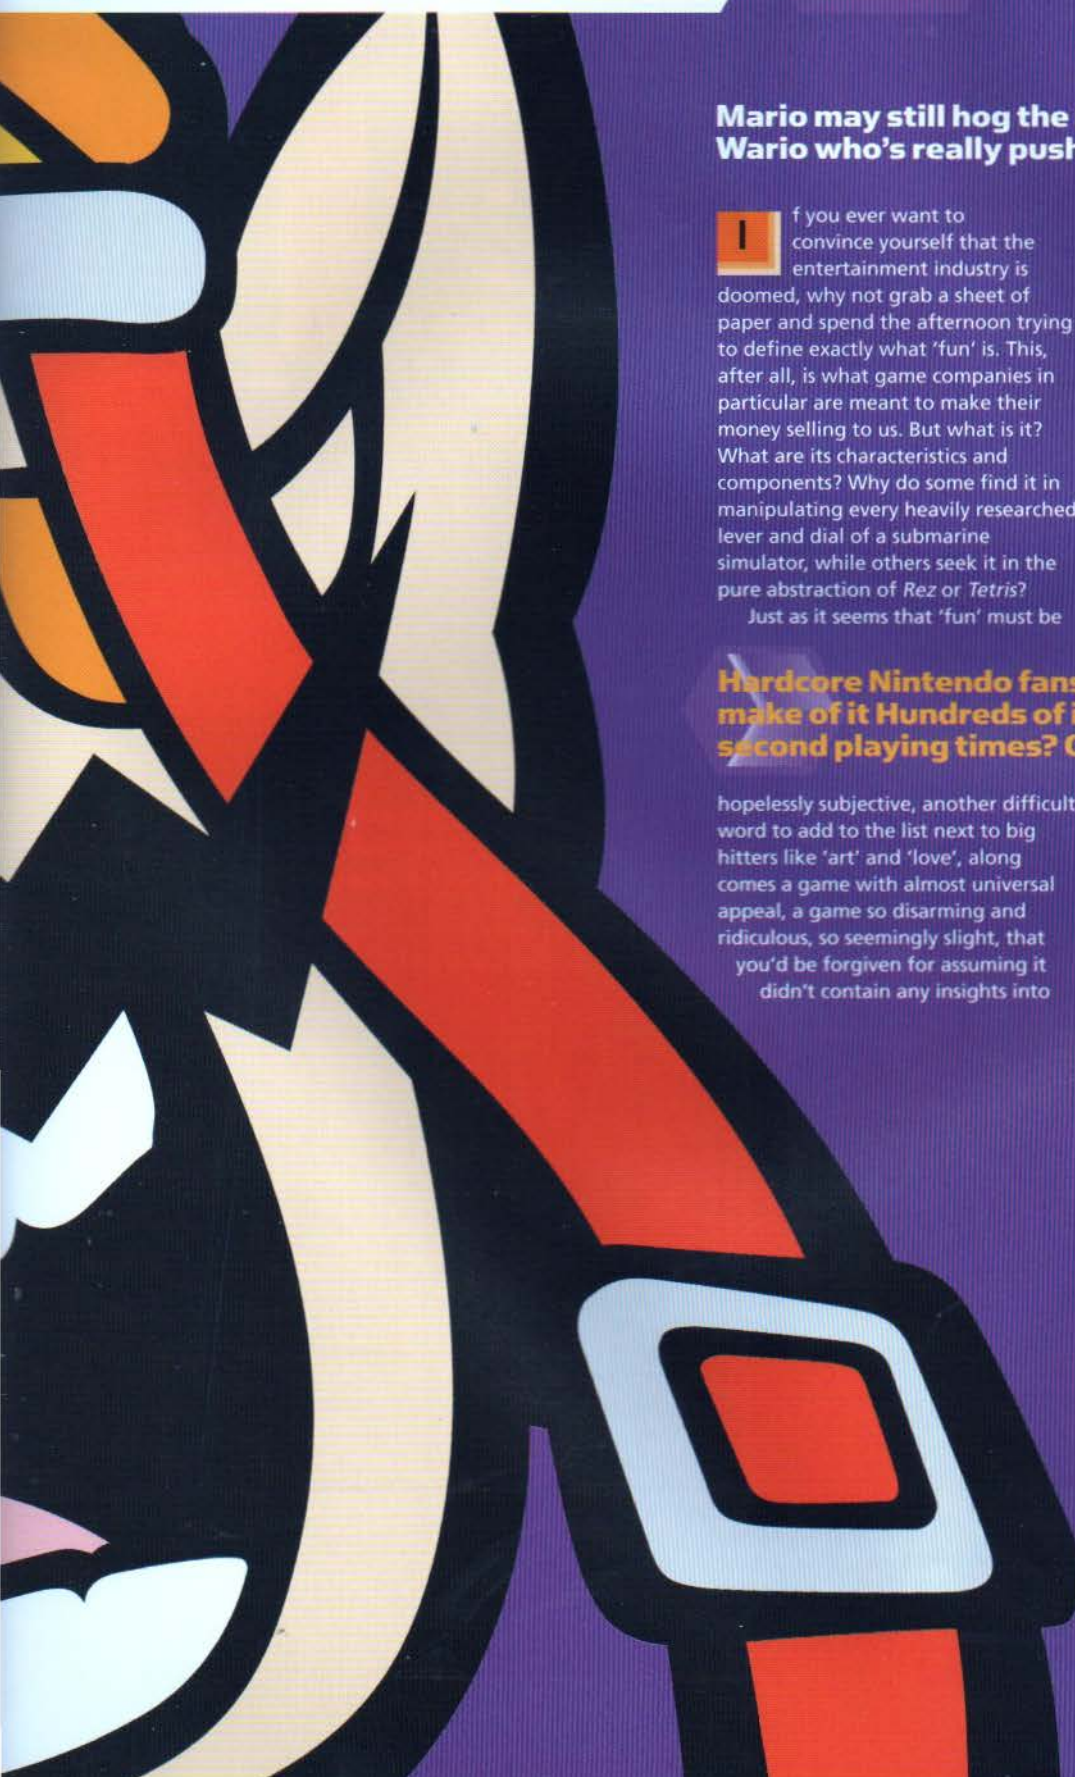 Mario may still hog the
Wario who's really push
If you ever want to
convince yourself that the
entertainment industry is
doomed, why not grab a sheet of
paper and spend the afternoon trying
to define exactly what 'fun' is. This,
after all, is what game companies in
particular are meant to make their
money selling to us. But what is it?
What are its characteristics and
components? Why do some find it in
manipulating every heavily researched
lever and dial of a submarine
simulator, while others seek it in the
pure abstraction of Rez or Tetris?
Just as it seems that 'fun' must be
Hardcore Nintendo fans
make of it Hundreds of i
second playing times? C
hopelessly subjective, another difficult
word to add to the list next to big
hitters like 'art' and 'love', along
comes a game with almost universal
appeal, a game so disarming and
ridiculous, so seemingly slight, that
you'd be forgiven for assuming it
didn't contain any insights into